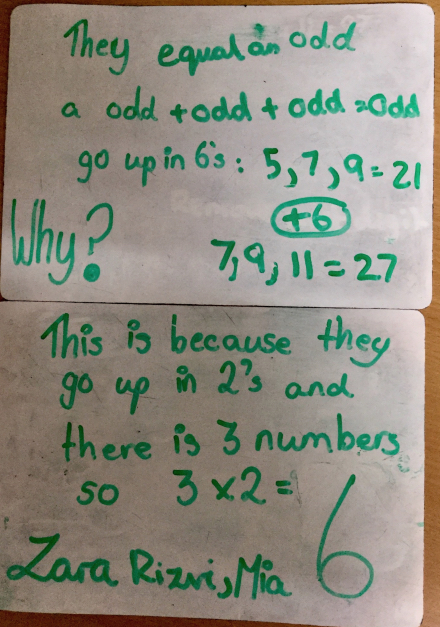 They equal an odd
a odd + odd + odd = odd
go up in 6's: 5, 7, 9 = 21
+6
Why? 7, 9, 11 = 27
This is because they
go up in 2's and
there is 3 numbers
so 3 x 2 = 6
Zara Rizwi, Mia